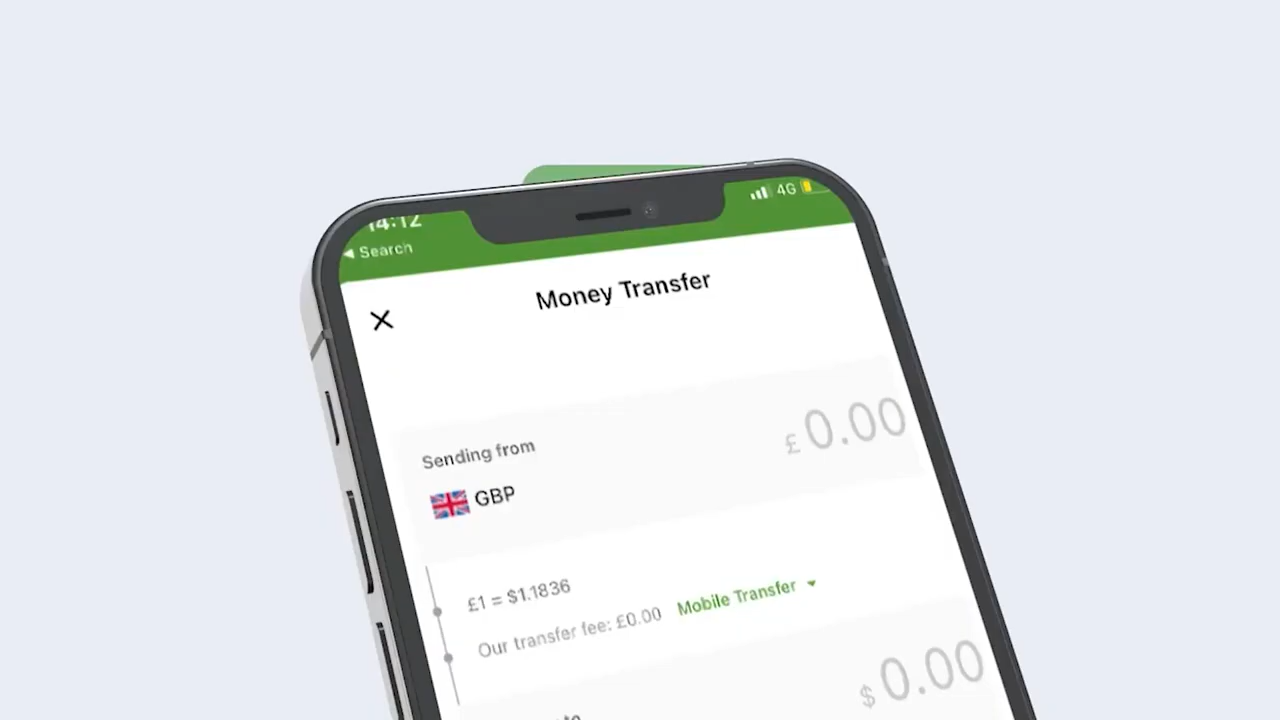 14:12
4G
◀ Search
Money Transfer
Sending from
£ 0.00
GBP
£1 = $1.1836
Our transfer fee: £0.00 Mobile Transfer
$ 0.00